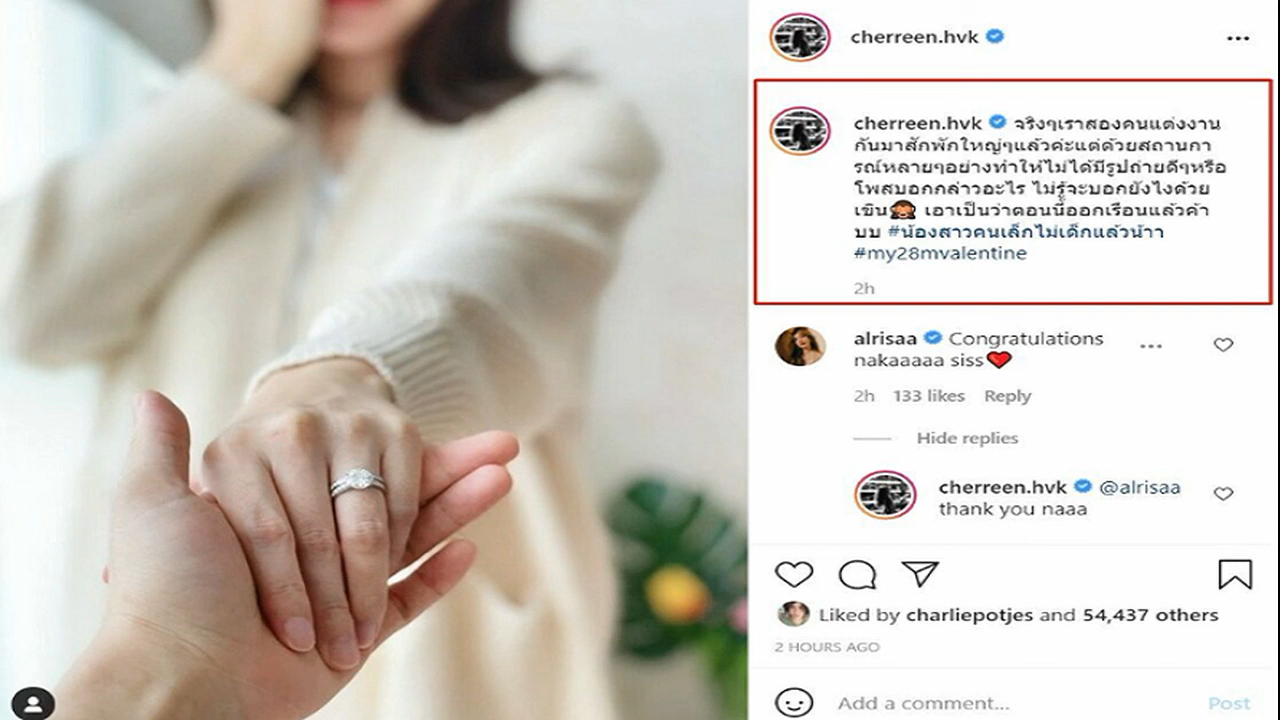 cherreen.hvk
cherreen.hvk จริงๆเราสองคนแต่งงาน
กันมาสักพักใหญ่ๆแล้วค่ะแต่ด้วยสถานกา
รณ์หลายๆอย่างทำให้ไม่ได้มีรูปถ่ายดีๆหรือ
โพสบอกกล่าวอะไร ไม่รู้จะบอกยังไงด้วย
เขิน🙈 เอาเป็นว่าตอนนี้ออกเรือนแล้วค้า
บบ #น้องสาวคนเล็กไม่เด็กแล้วน้าา
#my28mvalentine
2h
alrisaa Congratulations
nakaaaaa siss❤️
2h 133 likes Reply
Hide replies
cherreen.hvk @alrisaa
thank you naaa
Liked by charliepotjes and 54,437 others
2 HOURS AGO
Add a comment... Post